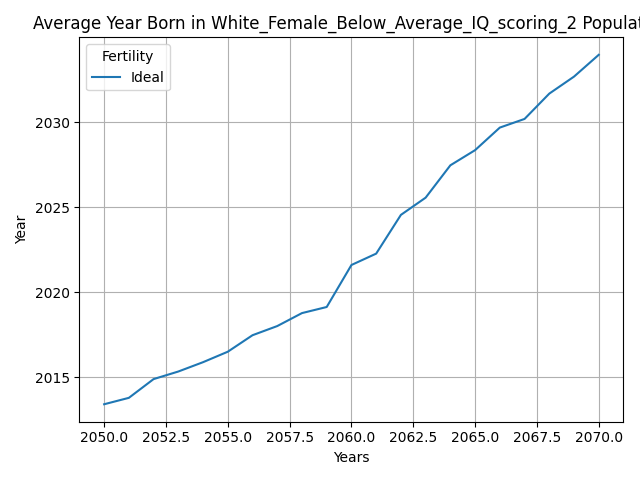 Average Year Born in White_Female_Below_Average_IQ_scoring_2 Populat
Fertility
Ideal
2030
2025
2020
2015
Year
2050.0 2052.5 2055.0 2057.5 2060.0 2062.5 2065.0 2067.5 2070.0
Years